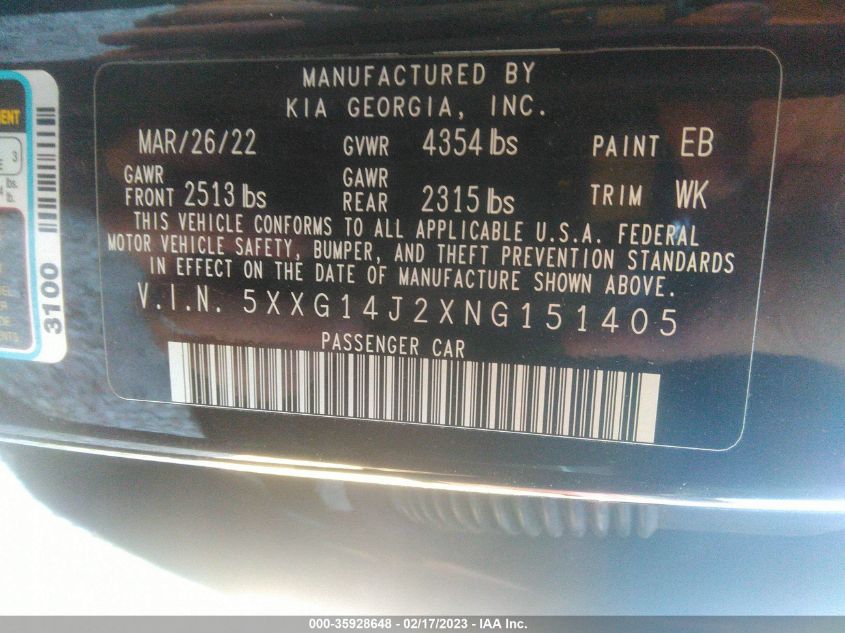 MANUFACTURED BY
KIA GEORGIA, INC.
MAR/26/22 GVWR 4354 lbs PAINT EB
GAWR FRONT 2513 lbs GAWR REAR 2315 lbs TRIM WK
THIS VEHICLE CONFORMS TO ALL APPLICABLE U.S.A. FEDERAL
MOTOR VEHICLE SAFETY, BUMPER, AND THEFT PREVENTION STANDARDS
IN EFFECT ON THE DATE OF MANUFACTURE SHOWN ABOVE.
V.I.N. 5XXG14J2XNG151405
PASSENGER CAR
3100
3
lbs.
lb.
000-35928648 - 02/17/2023 - IAA Inc.